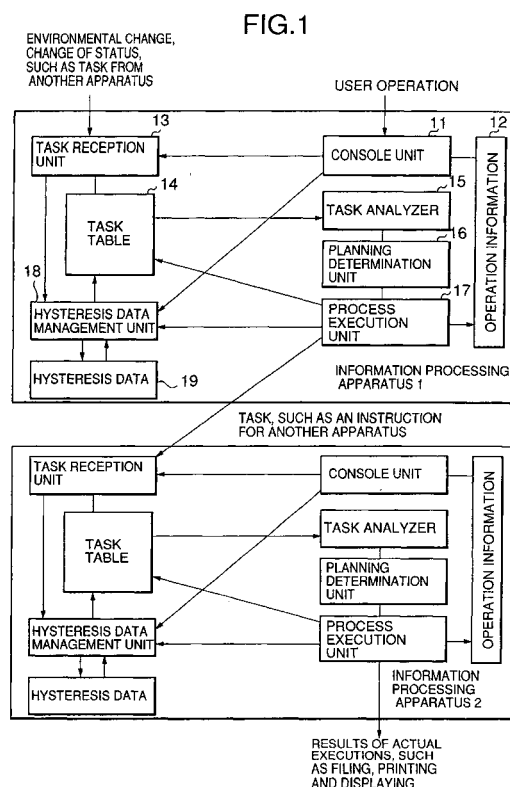 FIG.1
ENVIRONMENTAL CHANGE,
CHANGE OF STATUS,
SUCH AS TASK FROM
ANOTHER APPARATUS
USER OPERATION
13
11
12
TASK RECEPTION
UNIT
CONSOLE UNIT
14
15
TASK
TABLE
TASK ANALYZER
16
PLANNING
DETERMINATION
UNIT
18
17
HYSTERESIS DATA
MANAGEMENT UNIT
PROCESS
EXECUTION
UNIT
OPERATION INFORMATION
HYSTERESIS DATA
19
INFORMATION PROCESSING
APPARATUS 1
TASK, SUCH AS AN INSTRUCTION
FOR ANOTHER APPARATUS
TASK RECEPTION
UNIT
CONSOLE UNIT
TASK
TABLE
TASK ANALYZER
PLANNING
DETERMINATION
UNIT
HYSTERESIS DATA
MANAGEMENT UNIT
PROCESS
EXECUTION
UNIT
OPERATION INFORMATION
HYSTERESIS DATA
INFORMATION
PROCESSING
APPARATUS 2
RESULTS OF ACTUAL
EXECUTIONS, SUCH
AS FILING, PRINTING
AND DISPLAYING